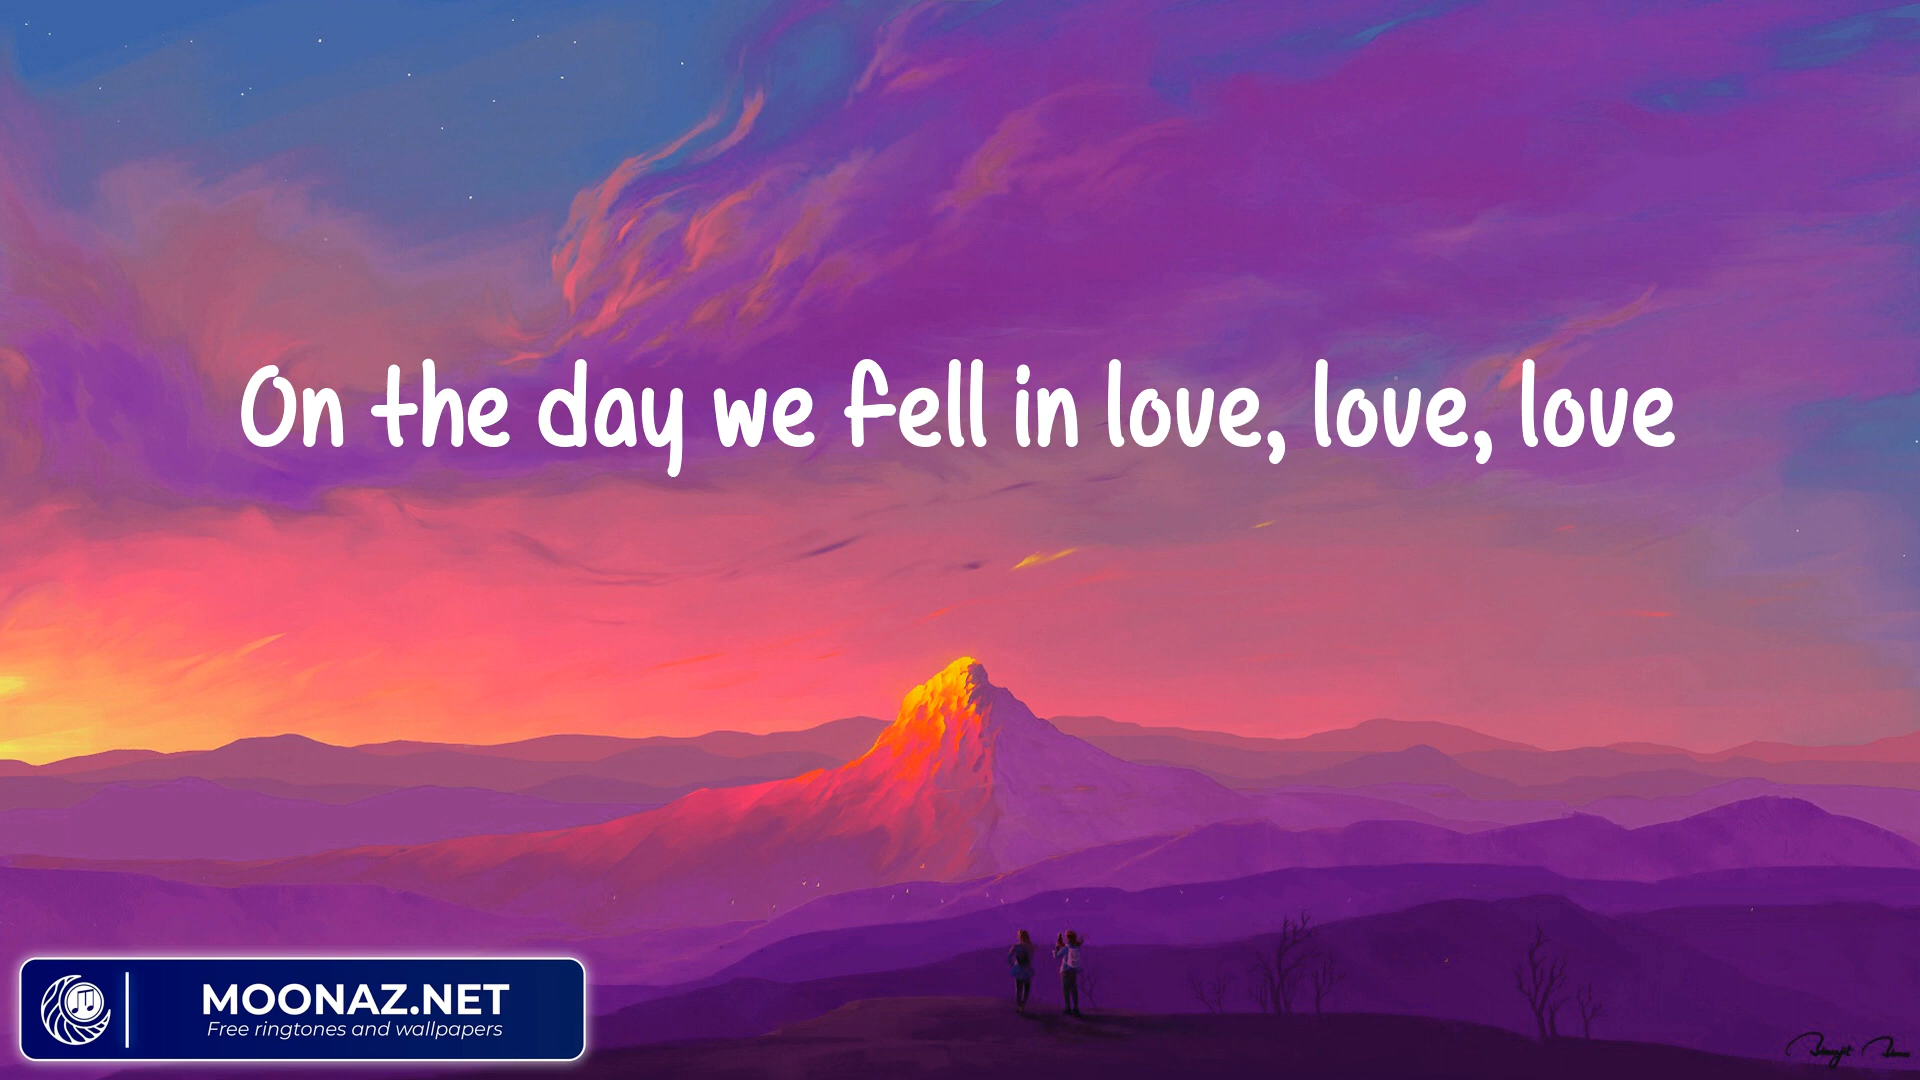 On the day we fell in love, love, love
MOONAZ.NET
Free ringtones and wallpapers